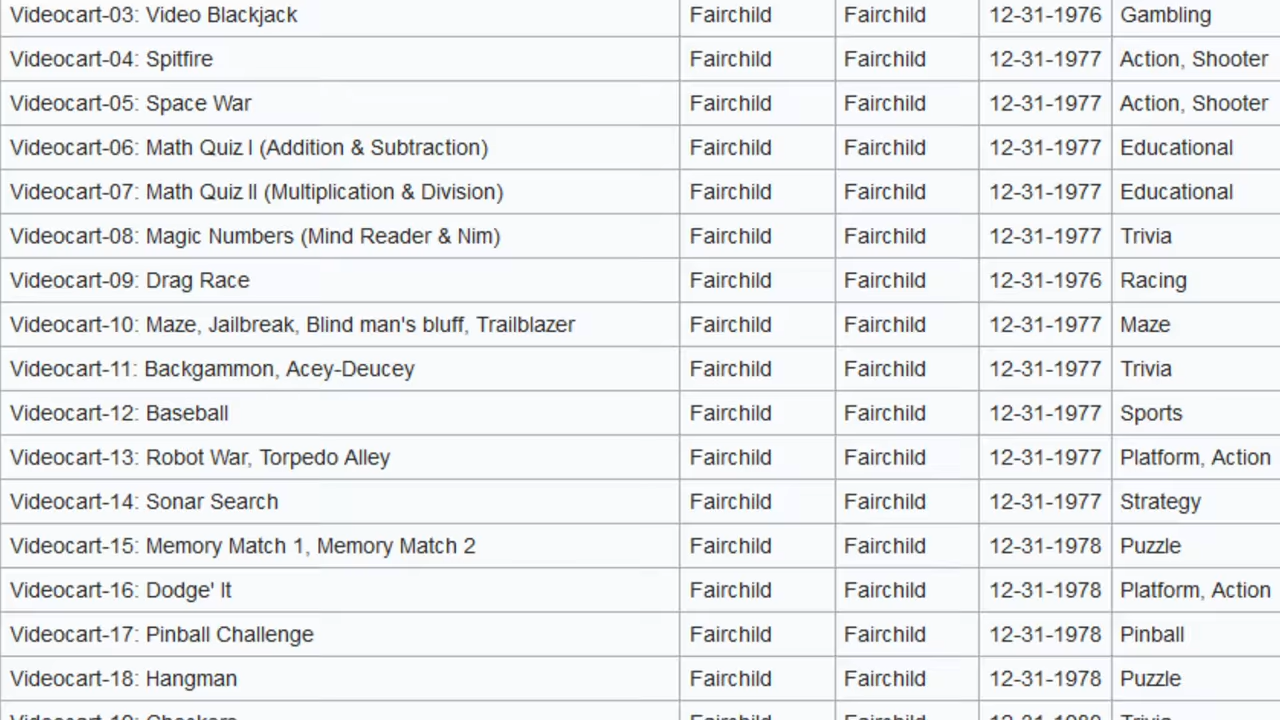 Videocart-03: Video Blackjack Fairchild Fairchild 12-31-1976 Gambling
Videocart-04: Spitfire Fairchild Fairchild 12-31-1977 Action, Shooter
Videocart-05: Space War Fairchild Fairchild 12-31-1977 Action, Shooter
Videocart-06: Math Quiz I (Addition & Subtraction) Fairchild Fairchild 12-31-1977 Educational
Videocart-07: Math Quiz II (Multiplication & Division) Fairchild Fairchild 12-31-1977 Educational
Videocart-08: Magic Numbers (Mind Reader & Nim) Fairchild Fairchild 12-31-1977 Trivia
Videocart-09: Drag Race Fairchild Fairchild 12-31-1976 Racing
Videocart-10: Maze, Jailbreak, Blind man's bluff, Trailblazer Fairchild Fairchild 12-31-1977 Maze
Videocart-11: Backgammon, Acey-Deucey Fairchild Fairchild 12-31-1977 Trivia
Videocart-12: Baseball Fairchild Fairchild 12-31-1977 Sports
Videocart-13: Robot War, Torpedo Alley Fairchild Fairchild 12-31-1977 Platform, Action
Videocart-14: Sonar Search Fairchild Fairchild 12-31-1977 Strategy
Videocart-15: Memory Match 1, Memory Match 2 Fairchild Fairchild 12-31-1978 Puzzle
Videocart-16: Dodge' It Fairchild Fairchild 12-31-1978 Platform, Action
Videocart-17: Pinball Challenge Fairchild Fairchild 12-31-1978 Pinball
Videocart-18: Hangman Fairchild Fairchild 12-31-1978 Puzzle